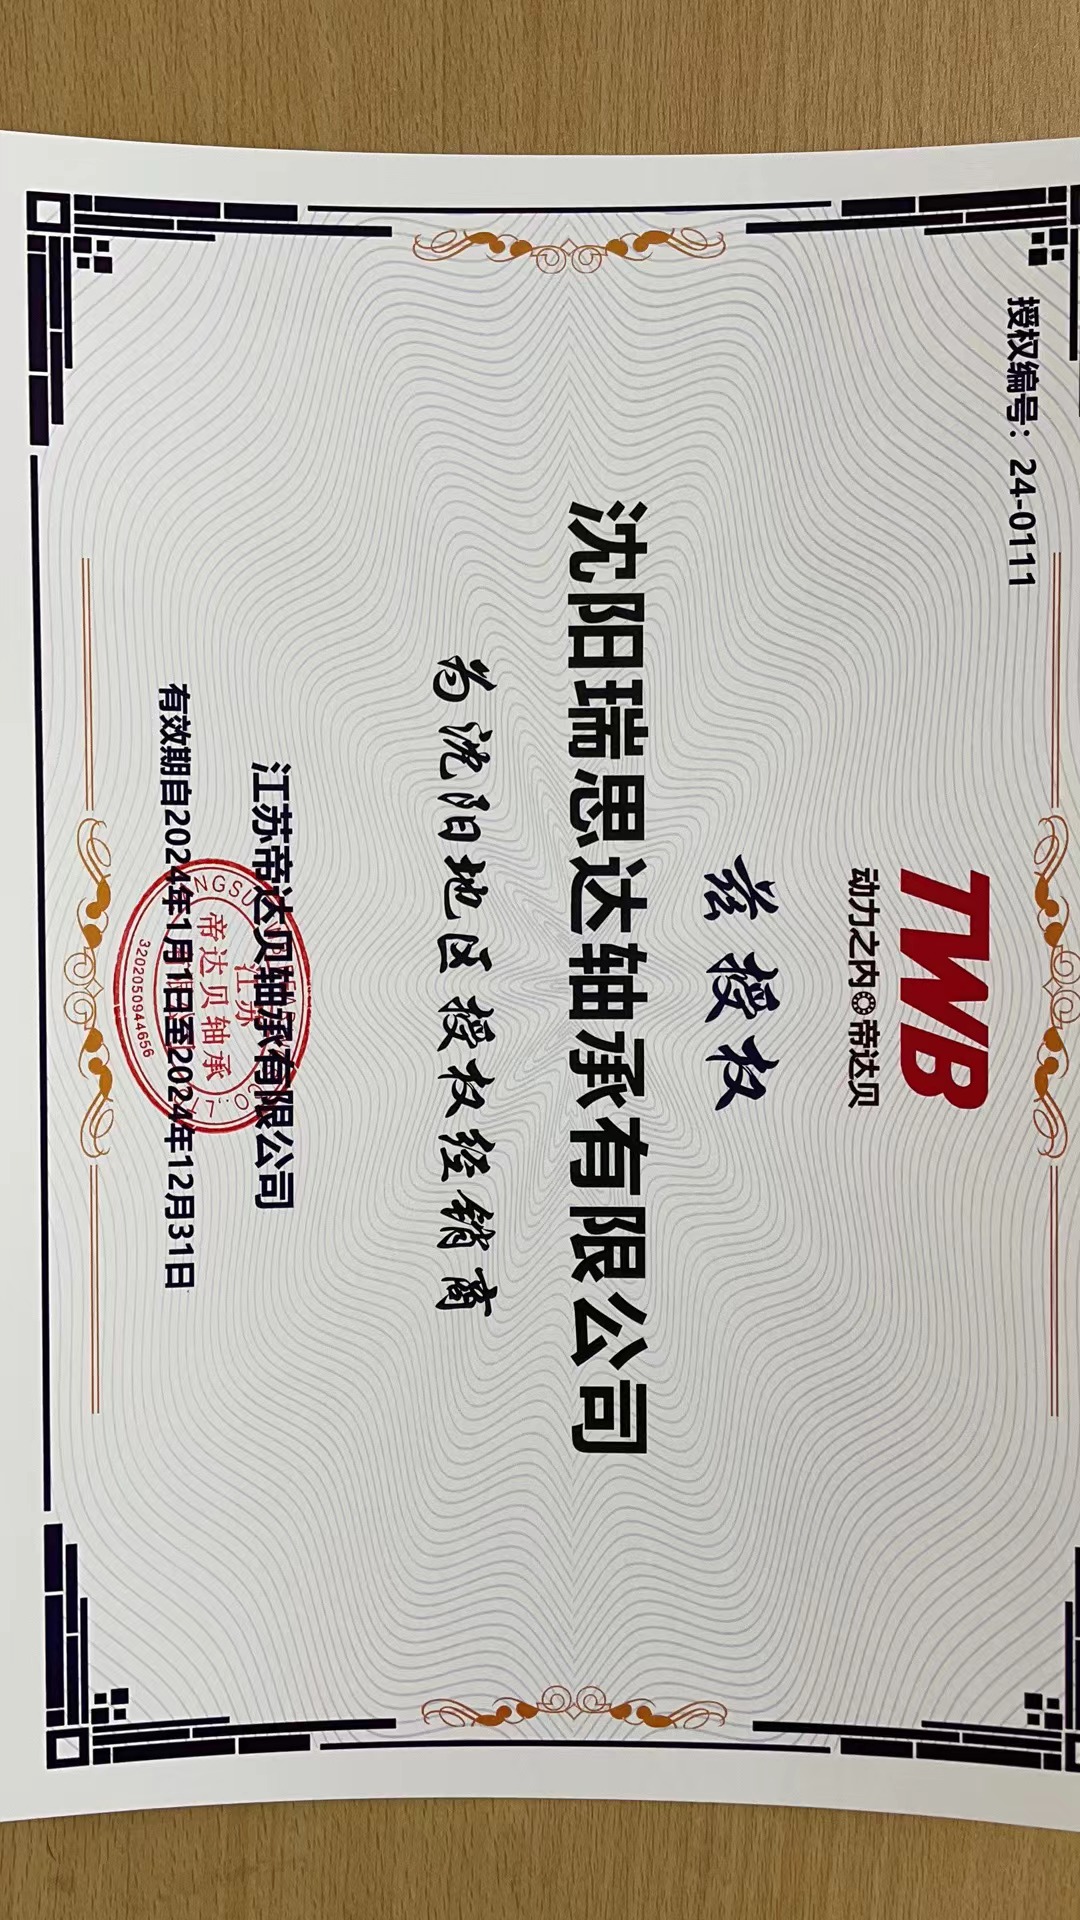 授权编号：24-0111
TWB
动力之内 帝达贝
兹授权
沈阳瑞思达轴承有限公司
为沈阳地区授权经销商
江苏帝达贝轴承有限公司
有效期自2024年1月1日至2024年12月31日
江苏
帝达贝轴承
3202050944656